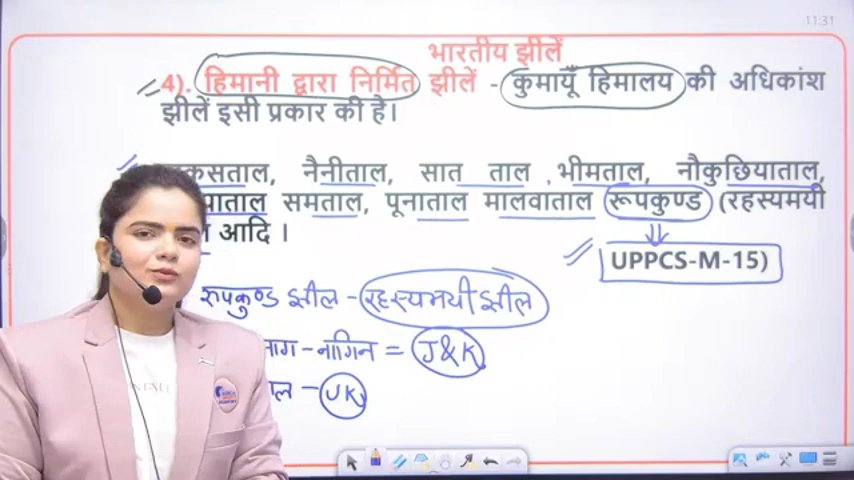 11:31
भारतीय झीलें
4). हिमानी द्वारा निर्मित झीलें - कुमायूँ हिमालय की अधिकांश
झीलें इसी प्रकार की है।
नैनीताल, सात ताल, भीमताल, नौकुछियाताल,
समताल, पूनाताल मालवाताल रूपकुण्ड (रहस्यमयी
आदि ।
UPPCS-M-15)
रूपकुण्ड झील - रहस्यमयी झील
नाग - नागिन = J&K
UK